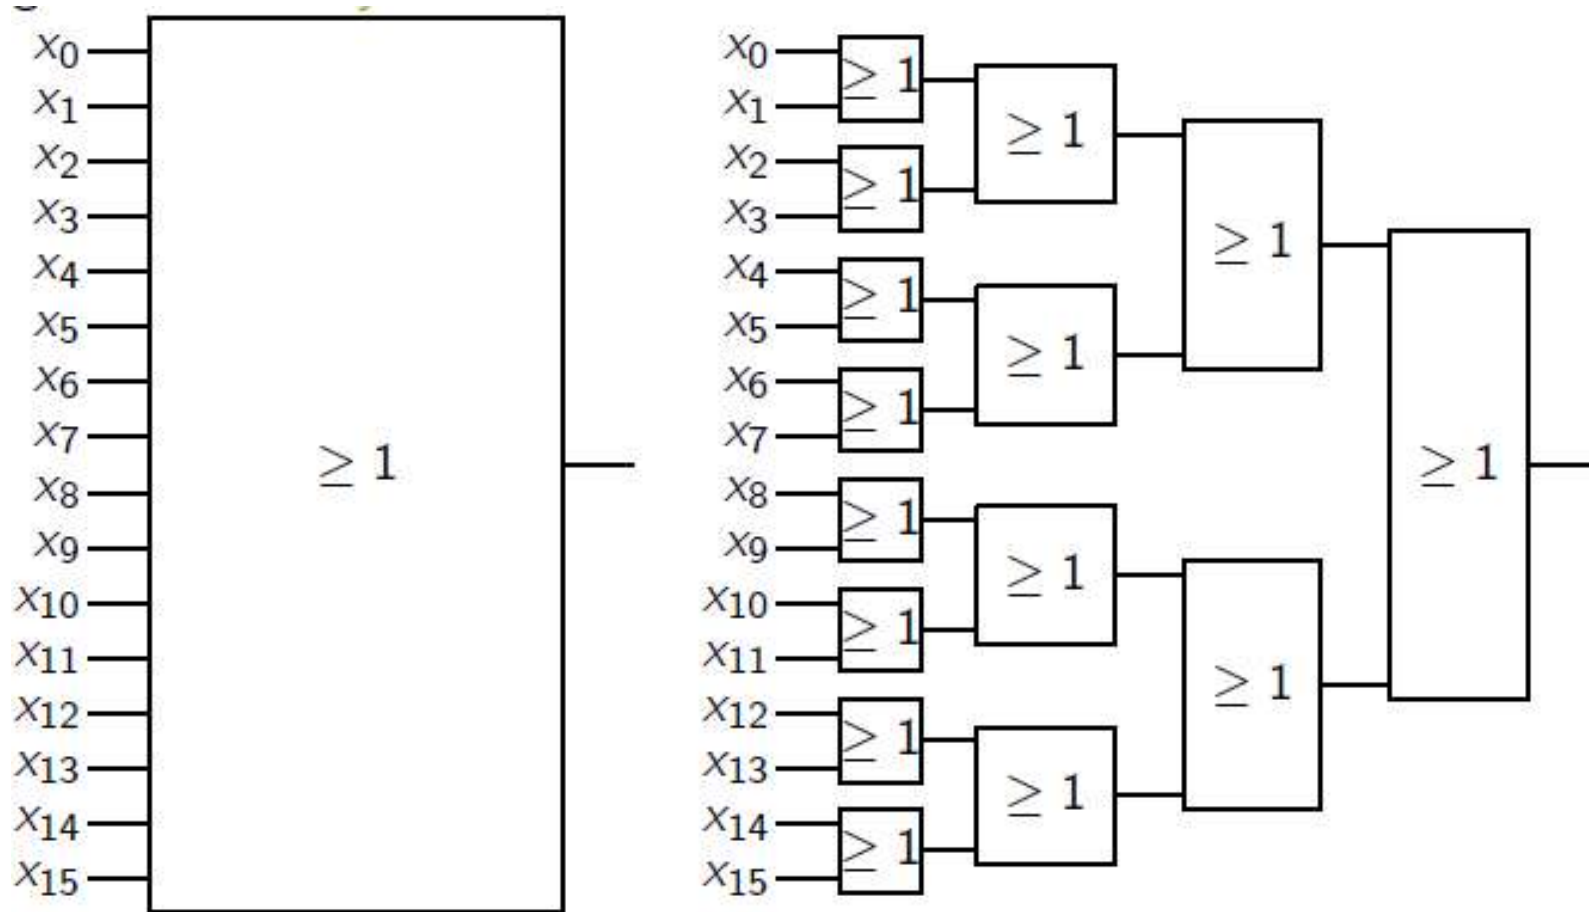 x0 x0 ≥ 1
x1 x1 ≥ 1
x2 x2 ≥ 1
x3 x3
x4 x4 ≥ 1 ≥ 1
x5 x5 ≥ 1
x6 x6 ≥ 1
x7 x7
≥ 1 ≥ 1
x8 x8 ≥ 1
x9 x9
x10 x10 ≥ 1 ≥ 1
x11 x11
x12 x12 ≥ 1 ≥ 1
x13 x13
x14 x14 ≥ 1 ≥ 1
x15 x15